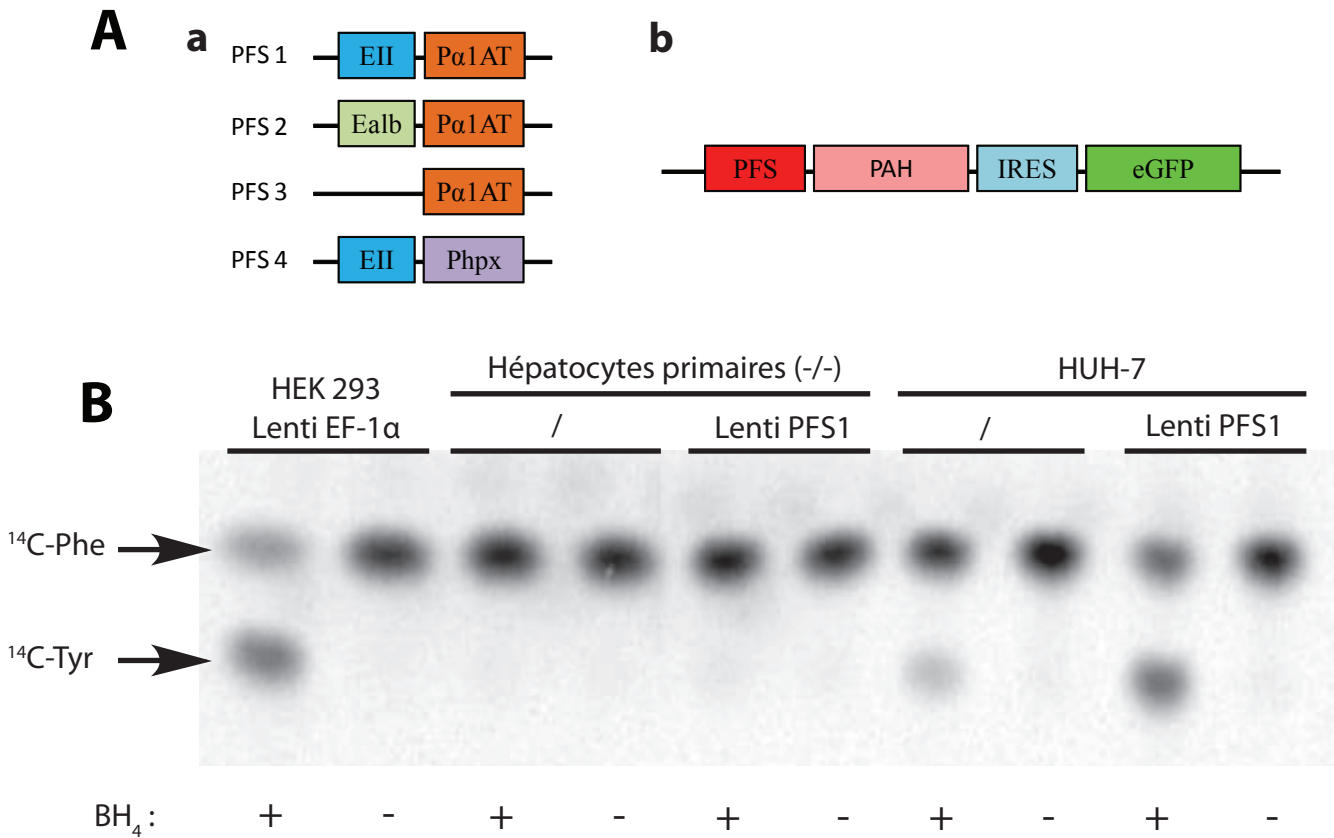 A
a
b
PFS 1 EII Pα1AT
PFS 2 Ealb Pα1AT
PFS 3 Pα1AT
PFS 4 EII Phpx
PFS PAH IRES eGFP
B
HEK 293
Lenti EF-1α
Hépatocytes primaires (-/-)
/ Lenti PFS1
HUH-7
/ Lenti PFS1
¹⁴C-Phe
¹⁴C-Tyr
BH₄ : + - + - + - + - + -